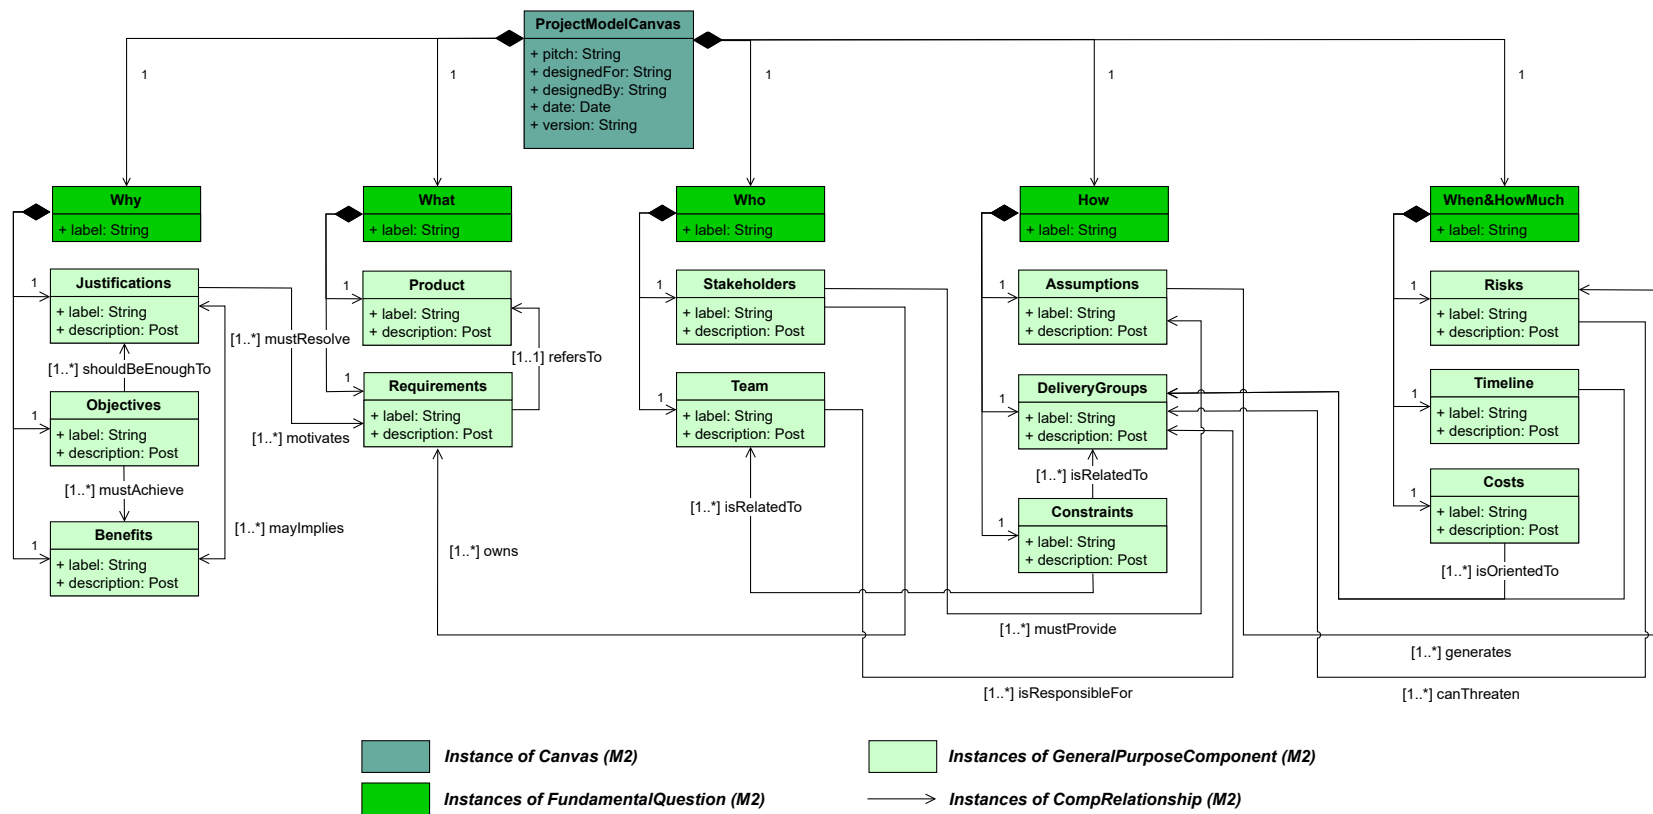 ProjectModelCanvas
+ pitch: String
+ designedFor: String
+ designedBy: String
+ date: Date
+ version: String
1
1
1
1
1
Why
+ label: String
What
+ label: String
Who
+ label: String
How
+ label: String
When&HowMuch
+ label: String
1
Justifications
+ label: String
+ description: Post
[1..*] mustResolve
[1..*] shouldBeEnoughTo
1
Objectives
+ label: String
+ description: Post
[1..*] motivates
[1..*] mustAchieve
[1..*] mayImplies
1
Benefits
+ label: String
+ description: Post
1
Product
+ label: String
+ description: Post
[1..1] refersTo
1
Requirements
+ label: String
+ description: Post
[1..*] owns
1
Stakeholders
+ label: String
+ description: Post
1
Team
+ label: String
+ description: Post
[1..*] isRelatedTo
1
Assumptions
+ label: String
+ description: Post
1
DeliveryGroups
+ label: String
+ description: Post
[1..*] isRelatedTo
1
Constraints
+ label: String
+ description: Post
[1..*] mustProvide
[1..*] isResponsibleFor
1
Risks
+ label: String
+ description: Post
1
Timeline
+ label: String
+ description: Post
1
Costs
+ label: String
+ description: Post
[1..*] isOrientedTo
[1..*] generates
[1..*] canThreaten
Instance of Canvas (M2)
Instances of GeneralPurposeComponent (M2)
Instances of FundamentalQuestion (M2)
Instances of CompRelationship (M2)